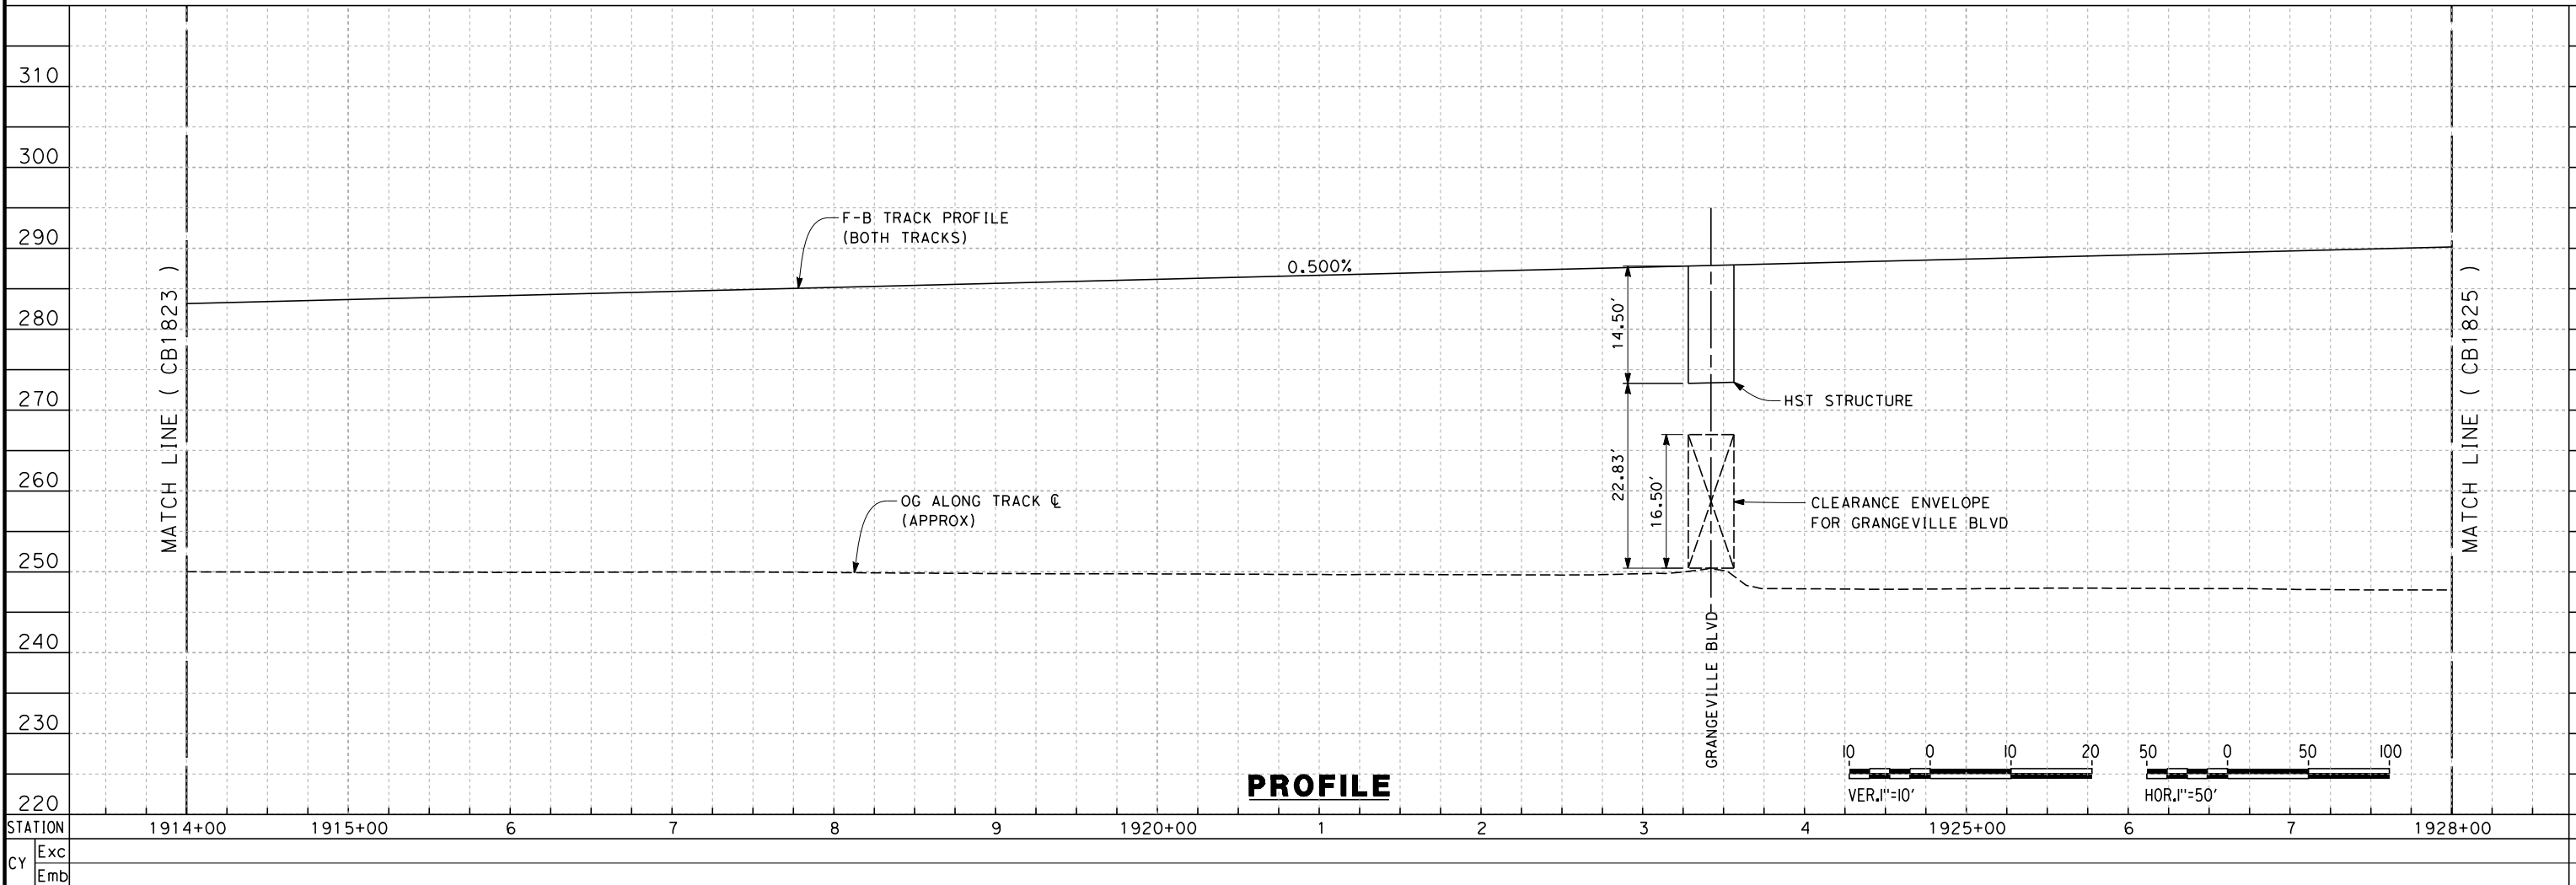 310
300
290
280
270
260
250
240
230
220
MATCH LINE ( CB1823 )
F-B TRACK PROFILE
(BOTH TRACKS)
0.500%
14.50'
22.83'
16.50'
HST STRUCTURE
OG ALONG TRACK ℄
(APPROX)
CLEARANCE ENVELOPE
FOR GRANGEVILLE BLVD
GRANGEVILLE BLVD
MATCH LINE ( CB1825 )
PROFILE
10 0 10 20
VER.1"=10'
50 0 50 100
HOR.1"=50'
STATION 1914+00 1915+00 6 7 8 9 1920+00 1 2 3 4 1925+00 6 7 1928+00
CY
Exc
Emb